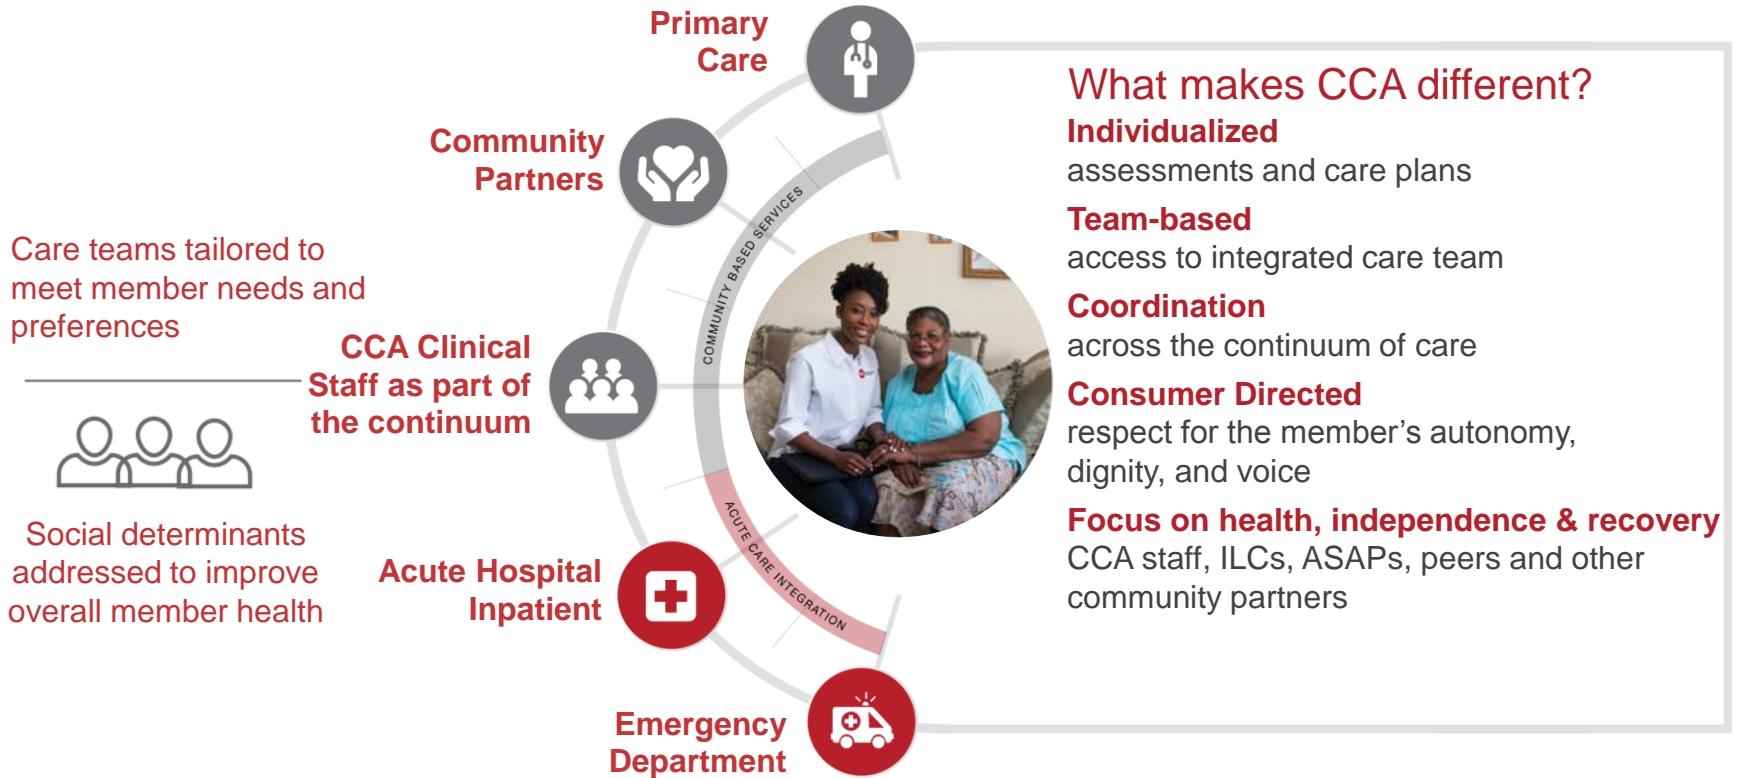 Primary
Care
Community
Partners
Care teams tailored to
meet member needs and
preferences
CCA Clinical
Staff as part of
the continuum
Social determinants
addressed to improve
overall member health
Acute Hospital
Inpatient
Emergency
Department
COMMUNITY BASED SERVICES
ACUTE CARE INTEGRATION
What makes CCA different?
Individualized
assessments and care plans
Team-based
access to integrated care team
Coordination
across the continuum of care
Consumer Directed
respect for the member’s autonomy,
dignity, and voice
Focus on health, independence & recovery
CCA staff, ILCs, ASAPs, peers and other
community partners